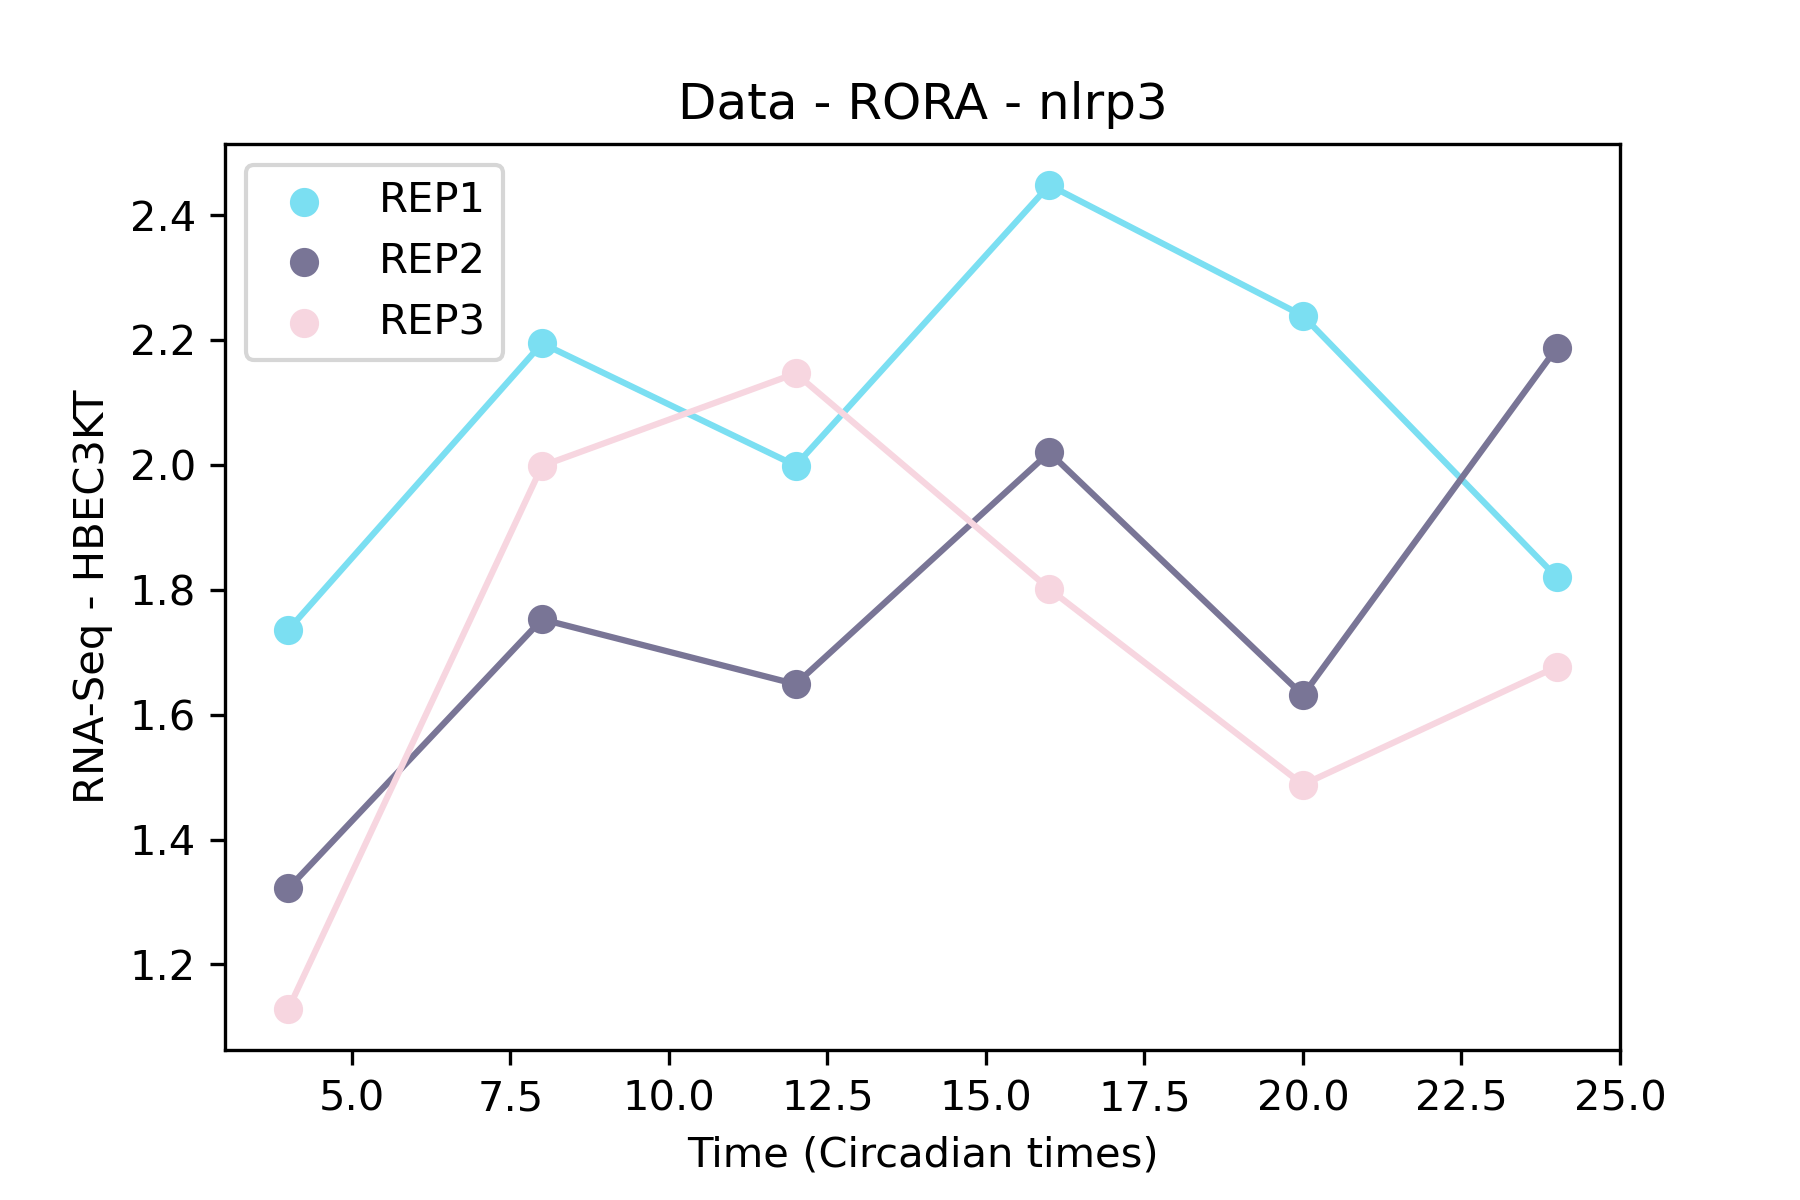 Data - RORA - nlrp3
REP1
REP2
REP3
RNA-Seq - HBEC3KT
2.4
2.2
2.0
1.8
1.6
1.4
1.2
5.0 7.5 10.0 12.5 15.0 17.5 20.0 22.5 25.0
Time (Circadian times)